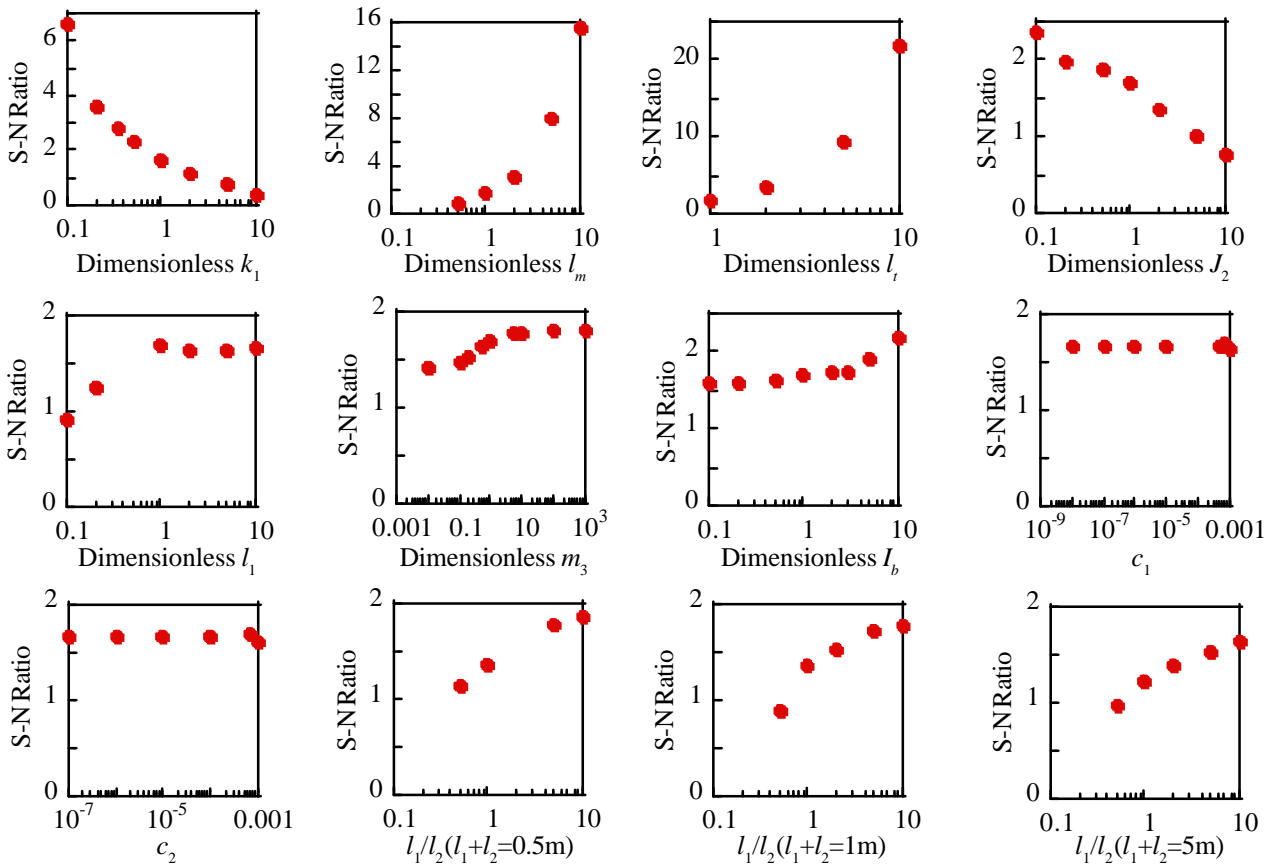 S-N Ratio
6
4
2
0
0.1 1 10
Dimensionless k₁
S-N Ratio
16
12
8
4
0
0.1 1 10
Dimensionless lₘ
S-N Ratio
20
10
0
1 10
Dimensionless lₜ
S-N Ratio
2
1
0
0.1 1 10
Dimensionless J₂
S-N Ratio
2
1
0
0.1 1 10
Dimensionless l₁
S-N Ratio
2
1
0
0.001 0.1 10 10³
Dimensionless m₃
S-N Ratio
2
1
0
0.1 1 10
Dimensionless I_b
S-N Ratio
2
1
0
10⁻⁹ 10⁻⁷ 10⁻⁵ 0.001
c₁
S-N Ratio
2
1
0
10⁻⁷ 10⁻⁵ 0.001
c₂
S-N Ratio
2
1
0
0.1 1 10
l₁/l₂(l₁+l₂=0.5m)
S-N Ratio
2
1
0
0.1 1 10
l₁/l₂(l₁+l₂=1m)
S-N Ratio
2
1
0
0.1 1 10
l₁/l₂(l₁+l₂=5m)